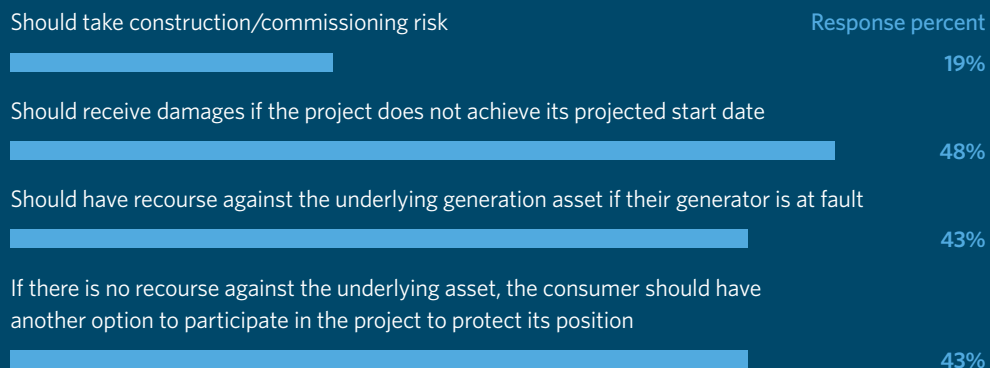 Should take construction/commissioning risk
Response percent
19%
Should receive damages if the project does not achieve its projected start date
48%
Should have recourse against the underlying generation asset if their generator is at fault
43%
If there is no recourse against the underlying asset, the consumer should have
another option to participate in the project to protect its position
43%